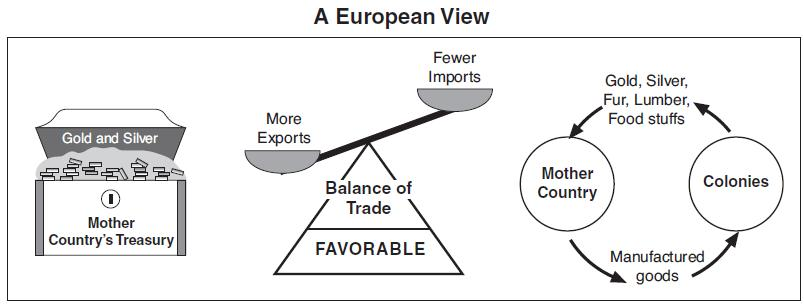 A European View
Gold and Silver
Mother
Country's Treasury
More
Exports
Fewer
Imports
Balance of
Trade
FAVORABLE
Gold, Silver,
Fur, Lumber,
Food stuffs
Mother
Country
Colonies
Manufactured
goods